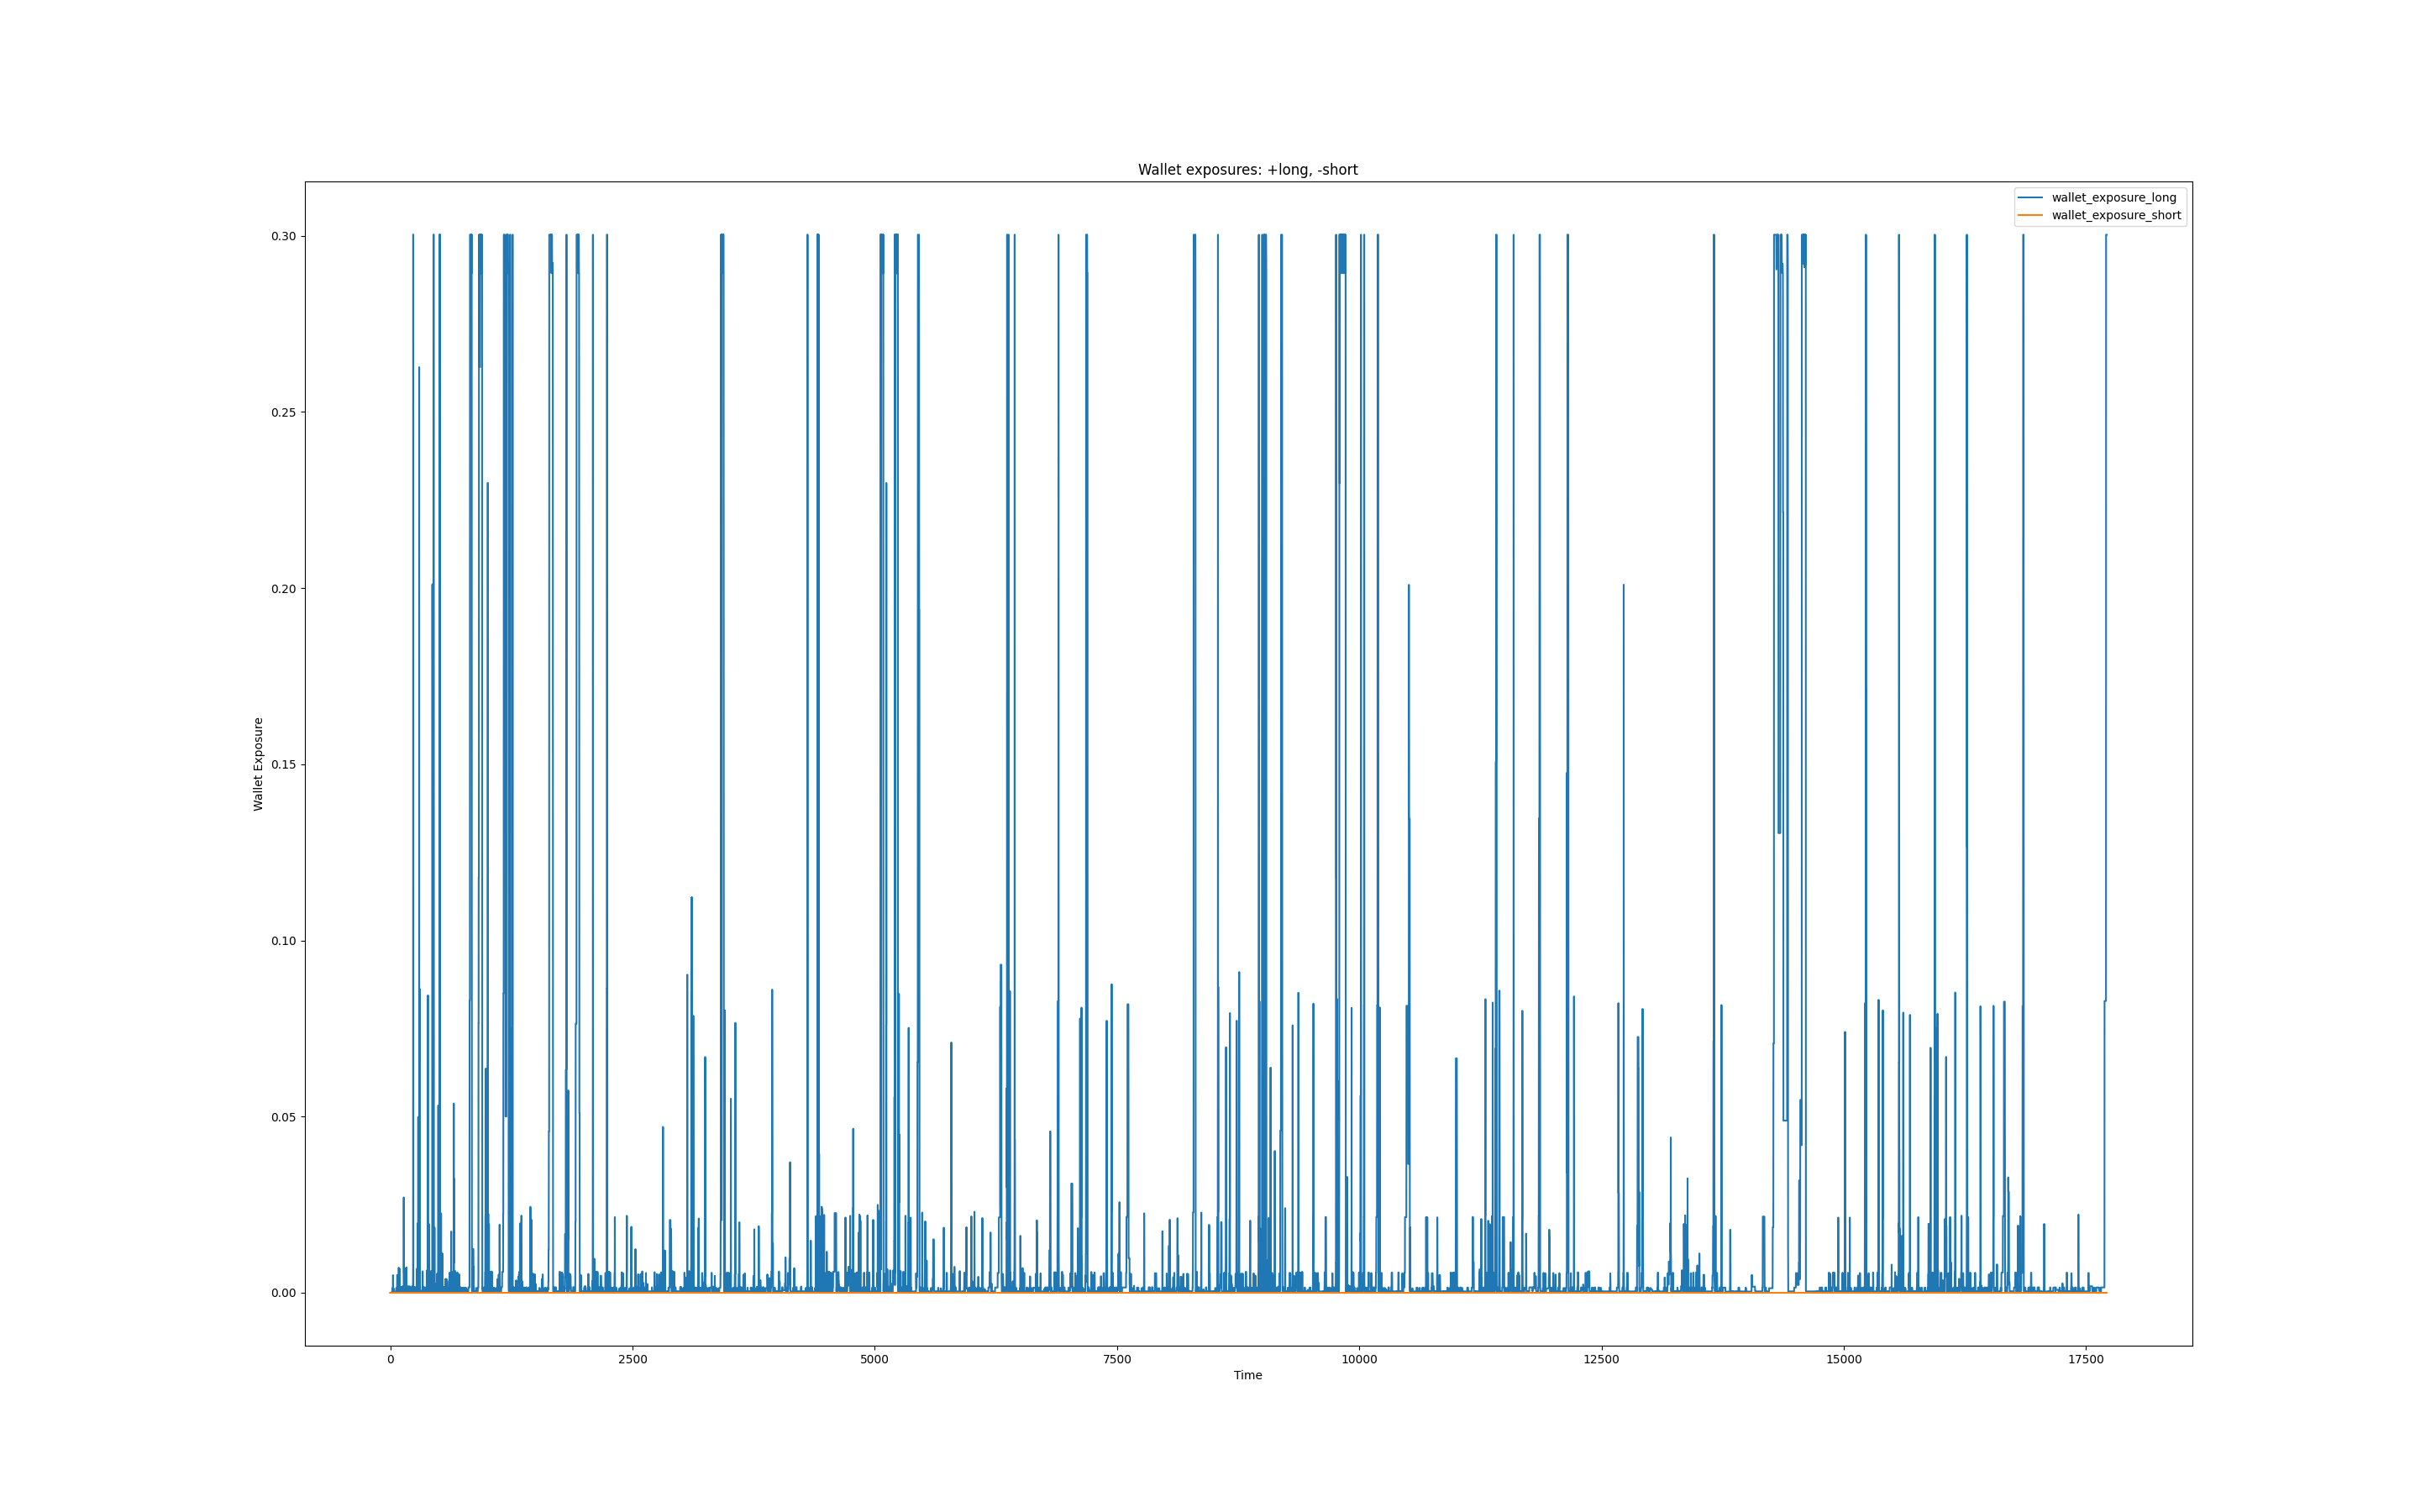 Wallet exposures: +long, -short
wallet_exposure_long
wallet_exposure_short
0.30
0.25
0.20
0.15
0.10
0.05
0.00
Wallet Exposure
0 2500 5000 7500 10000 12500 15000 17500
Time